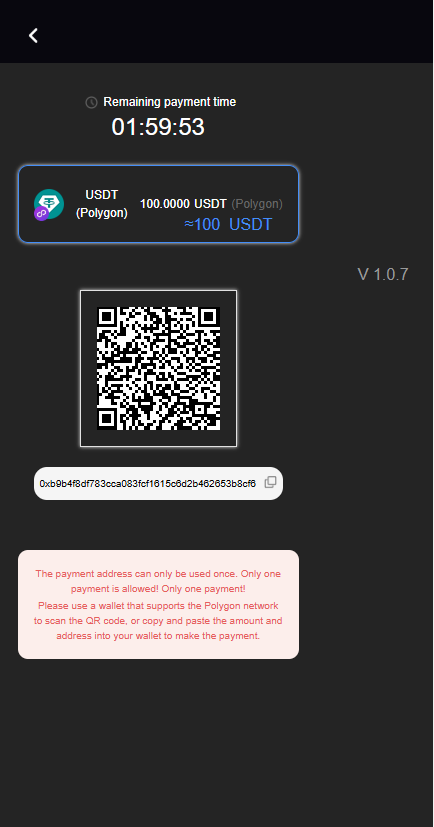 Remaining payment time
01:59:53
USDT
(Polygon)
100.0000 USDT (Polygon)
≈100 USDT
V 1.0.7
0xb9b4f8df783cca083fcf1615c6d2b462653b8cf6
The payment address can only be used once. Only one
payment is allowed! Only one payment!
Please use a wallet that supports the Polygon network
to scan the QR code, or copy and paste the amount and
address into your wallet to make the payment.